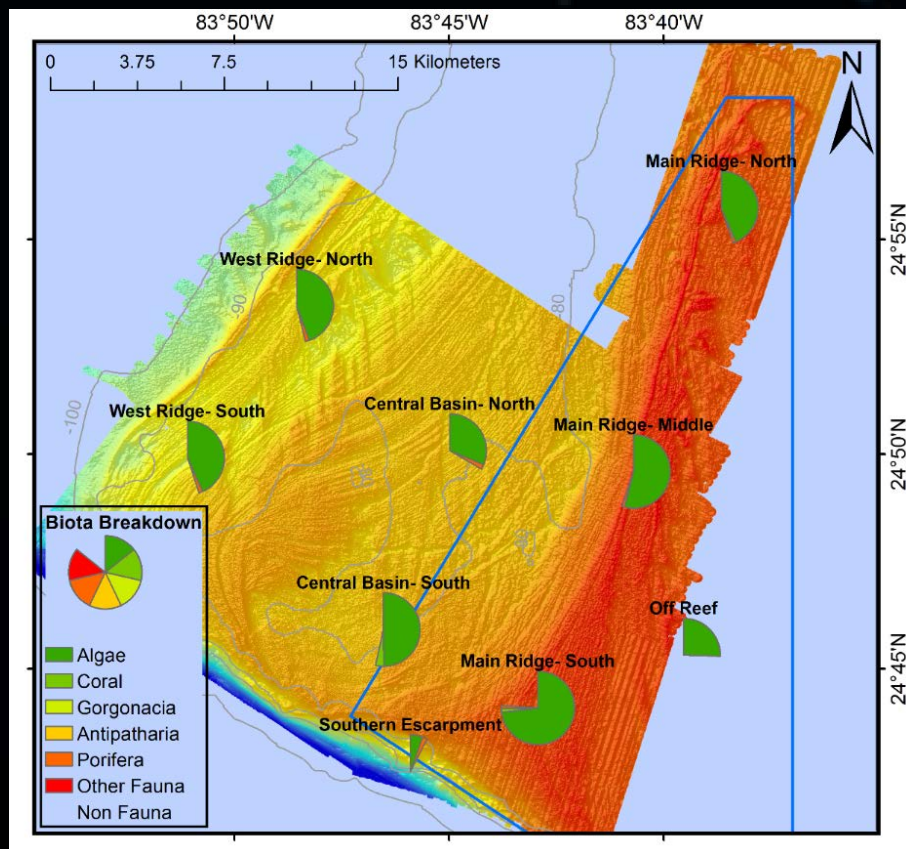 83°50'W 83°45'W 83°40'W
0 3.75 7.5 15 Kilometers
N
Main Ridge- North
24°55'N
West Ridge- North
-90
-80
West Ridge- South
Central Basin- North
Main Ridge- Middle
-100
24°50'N
-80
-80
Biota Breakdown
Central Basin- South
Off Reef
Main Ridge- South
24°45'N
Southern Escarpment
Algae
Coral
Gorgonacia
Antipatharia
Porifera
Other Fauna
Non Fauna